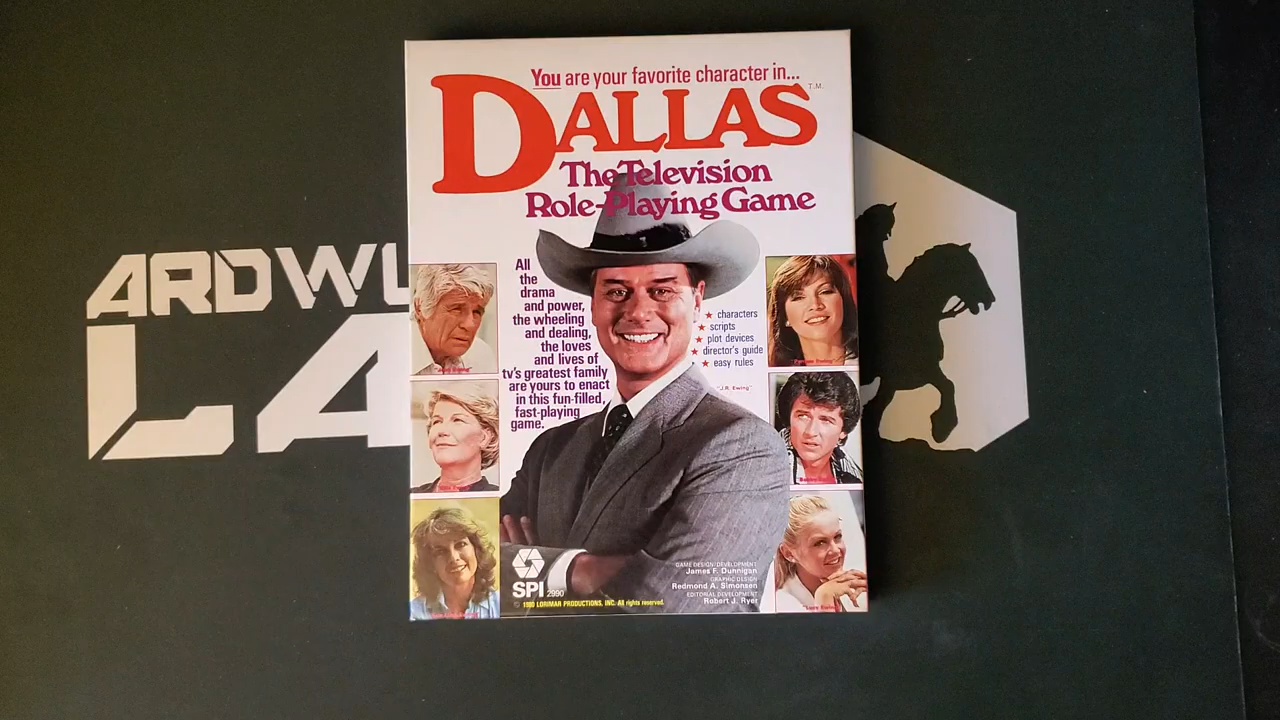 You are your favorite character in...
DALLAS T.M.
The Television
Role-Playing Game
All
the
drama
and power,
the wheeling
and dealing,
the loves
and lives of
tv's greatest family
are yours to enact
in this fun-filled,
fast-playing
game.
★ characters
★ scripts
★ plot devices
★ director's guide
★ easy rules
"J.R. Ewing"
ARDWU
LA
SPI 2990
© 1980 LORIMAR PRODUCTIONS, INC. All rights reserved.
GAME DESIGN/DEVELOPMENT:
James F. Dunnigan
GRAPHIC DESIGN:
Redmond A. Simonsen
EDITORIAL DEVELOPMENT:
Robert J. Ryer